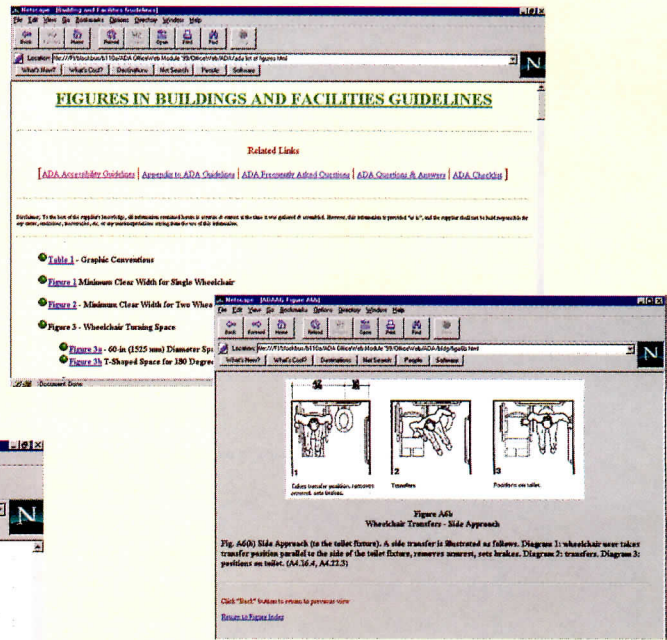 Netscape - [Building and Facilities Guidelines]
File Edit View Go Bookmarks Options Directory Window Help
Back Forward Home Reload Open Print Find
Location:
What's New? What's Cool? Destinations Net Search People Software
N
FIGURES IN BUILDINGS AND FACILITIES GUIDELINES
Related Links
[ ADA Accessibility Guidelines | Appendix to ADA Guidelines | ADA Frequently Asked Questions | ADA Questions & Answers | ADA Checklist ]
Table 1 - Graphic Conventions
Figure 1 Minimum Clear Width for Single Wheelchair
Figure 2 - Minimum Clear Width for Two Whee
Figure 3 - Wheelchair Turning Space
Figure 3a - 60-in (1525 mm) Diameter Sp
Figure 3b T-Shaped Space for 180 Degre
Document: Done
N
Netscape - [ADAAG Figure A6b]
File Edit View Go Bookmarks Options Directory Window Help
Back Forward Home Reload Open Print Find
Location:
What's New? What's Cool? Destinations Net Search People Software
N
1 2 3
Takes transfer position, removes armrest, sets brakes.
Transfers.
Positions on toilet.
Figure A6b
Wheelchair Transfers - Side Approach
Fig. A6(b) Side Approach (to the toilet fixture). A side transfer is illustrated as follows. Diagram 1: wheelchair user takes
transfer position parallel to the side of the toilet fixture, removes armrest, sets brakes. Diagram 2: transfers. Diagram 3:
positions on toilet. (A4.16.4, A4.22.3)
Click "Back" button to return to previous view
Return to Figure Index